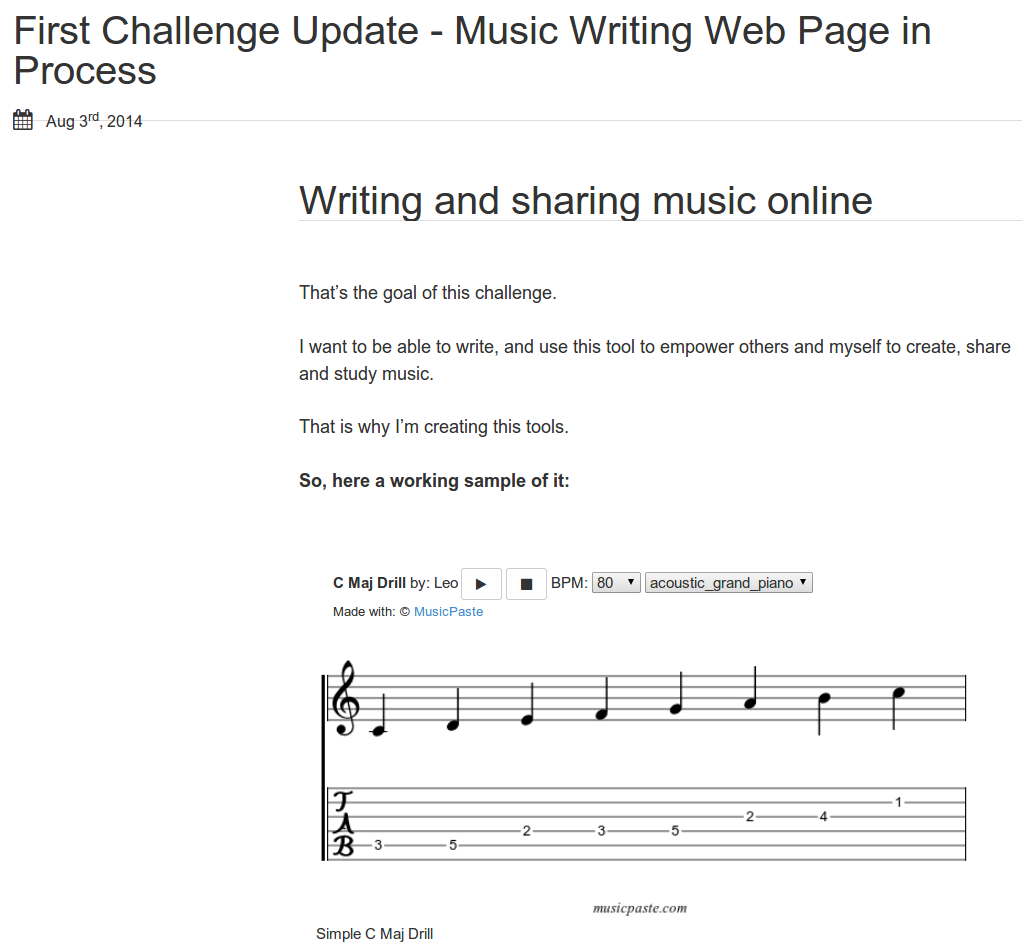 First Challenge Update - Music Writing Web Page in
Process
Aug 3rd, 2014
Writing and sharing music online
That's the goal of this challenge.
I want to be able to write, and use this tool to empower others and myself to create, share
and study music.
That is why I'm creating this tools.
So, here a working sample of it:
C Maj Drill by: Leo BPM: 80 acoustic_grand_piano
Made with: © MusicPaste
T
A
B
1
2 4
2 3 5
3 5
musicpaste.com
Simple C Maj Drill